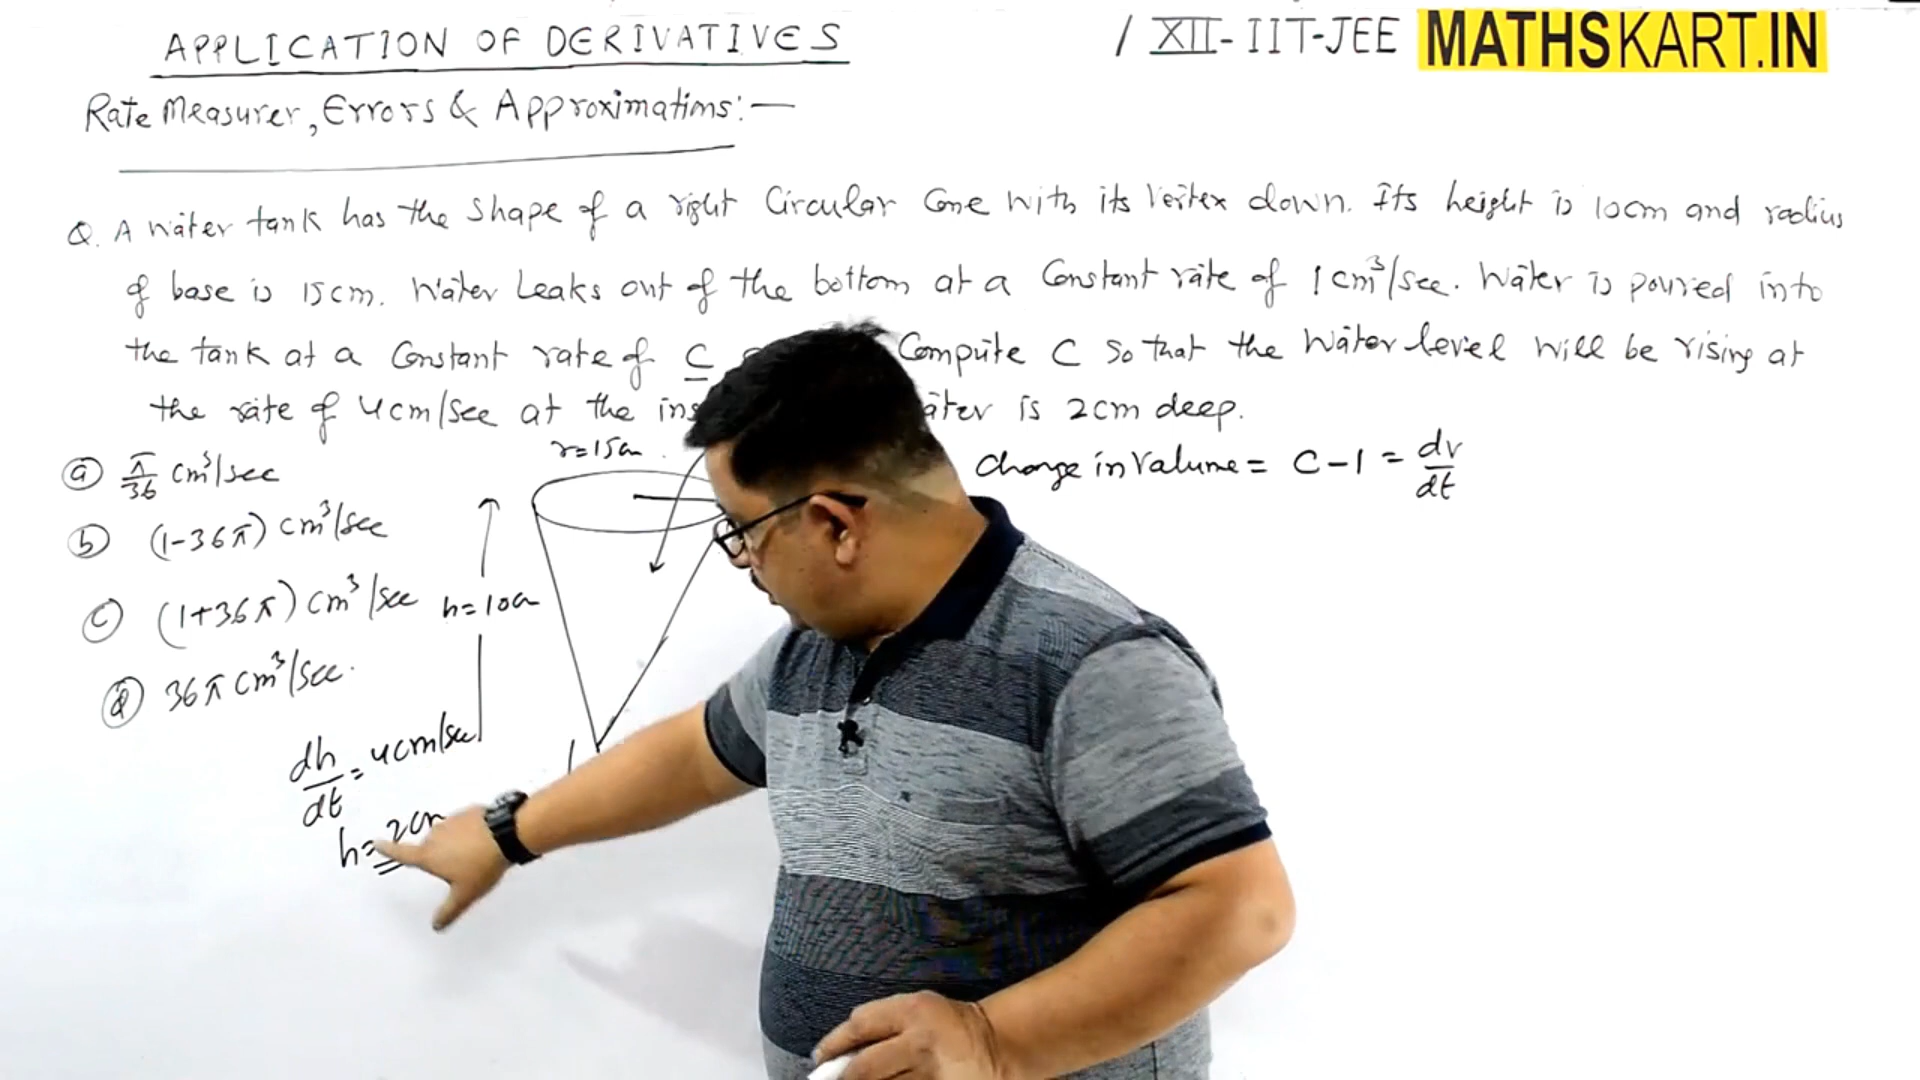 APPLICATION OF DERIVATIVES / XII-IIT-JEE MATHSKART.IN
Rate Measurer, Errors & Approximations:—
Q. A water tank has the shape of a right Circular Cone with its Vertex down. Its height is 10cm and radius
of base is 15cm. Water Leaks out of the bottom at a Constant rate of 1cm³/sec. Water is poured into
the tank at a Constant rate of C Compute C so that the Water level will be rising at
the rate of 4cm/sec at the is 2cm deep.
r=15cm
Change in Volume = C-1 = dv/dt
(a) π/36 cm³/sec
(b) (1-36π) cm³/sec
(c) (1+36π) cm³/sec
h=10cm
(d) 36π cm³/sec.
dh/dt = 4cm/sec
h=2cm